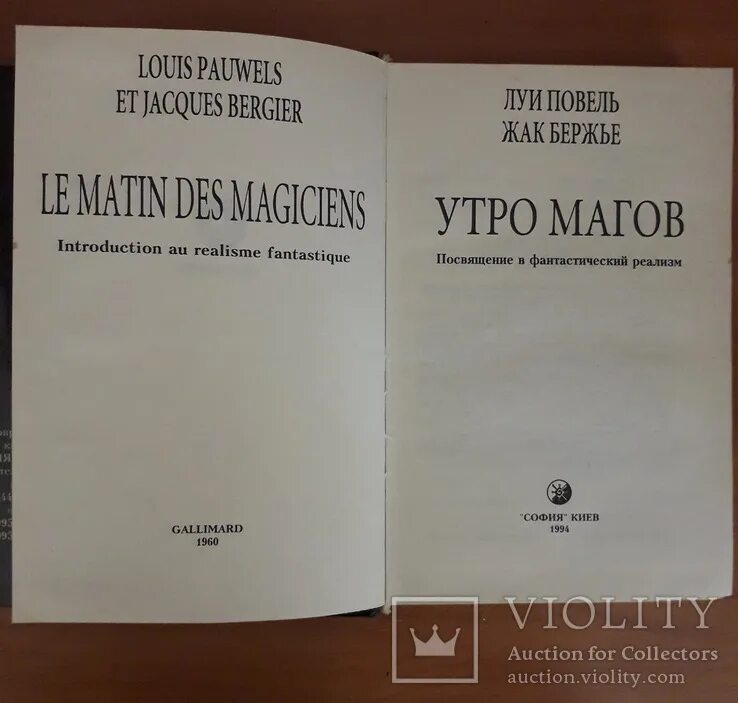 LOUIS PAUWELS
ET JACQUES BERGIER
LE MATIN DES MAGICIENS
Introduction au realisme fantastique
GALLIMARD
1960
ЛУИ ПОВЕЛЬ
ЖАК БЕРЖЬЕ
УТРО МАГОВ
Посвящение в фантастический реализм
"СОФИЯ" КИЕВ
1994
VIOLITY
Auction for Collectors
auction.violity.com